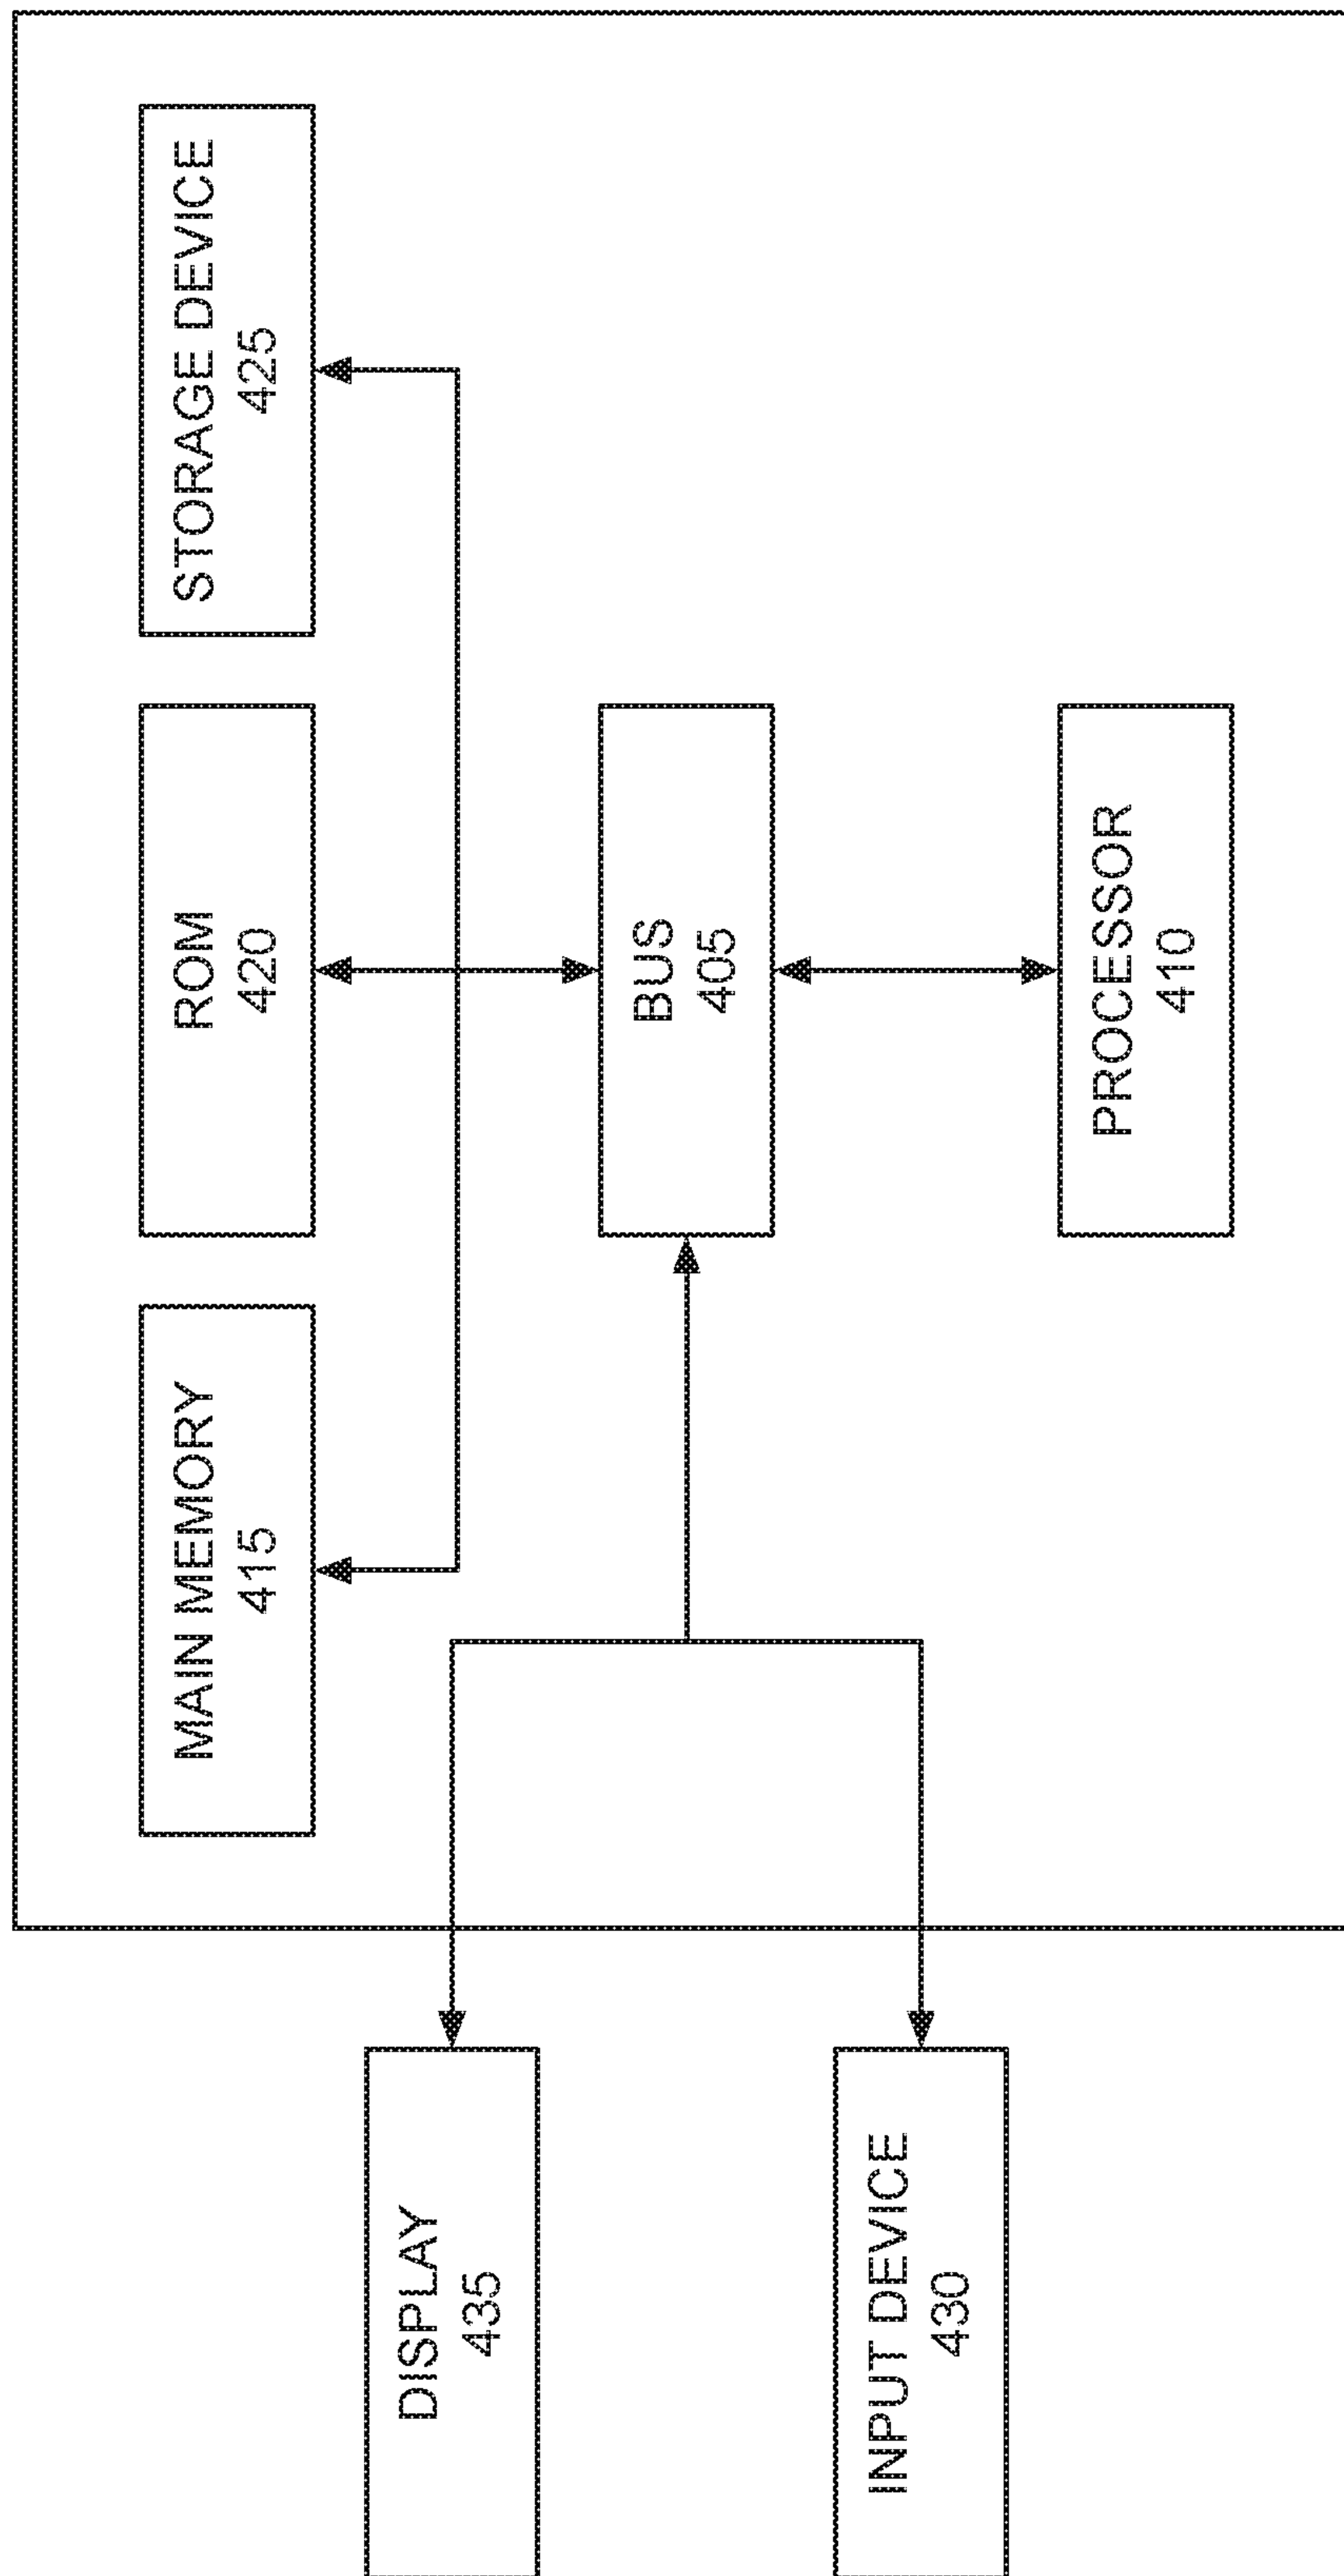 MAIN MEMORY
415
ROM
420
STORAGE DEVICE
425
DISPLAY
435
BUS
405
INPUT DEVICE
430
PROCESSOR
410